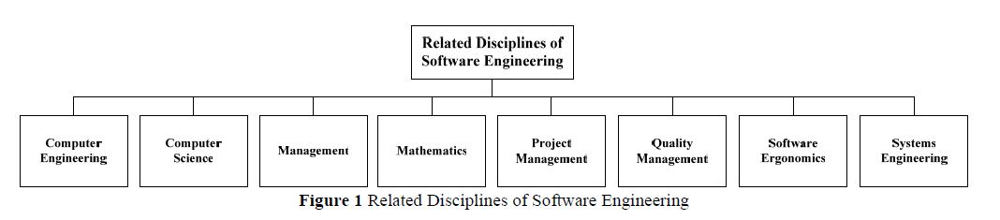 Related Disciplines of
Software Engineering
Computer
Engineering
Computer
Science
Management
Mathematics
Project
Management
Quality
Management
Software
Ergonomics
Systems
Engineering
Figure 1 Related Disciplines of Software Engineering